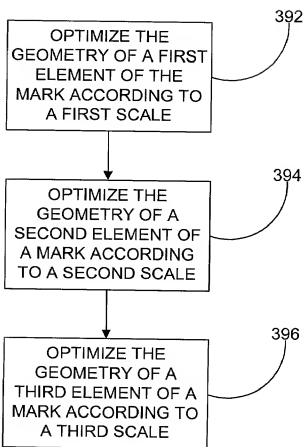 392
OPTIMIZE THE
GEOMETRY OF A FIRST
ELEMENT OF THE
MARK ACCORDING TO
A FIRST SCALE
394
OPTIMIZE THE
GEOMETRY OF A
SECOND ELEMENT OF
A MARK ACCORDING
TO A SECOND SCALE
396
OPTIMIZE THE
GEOMETRY OF A
THIRD ELEMENT OF A
MARK ACCORDING TO
A THIRD SCALE